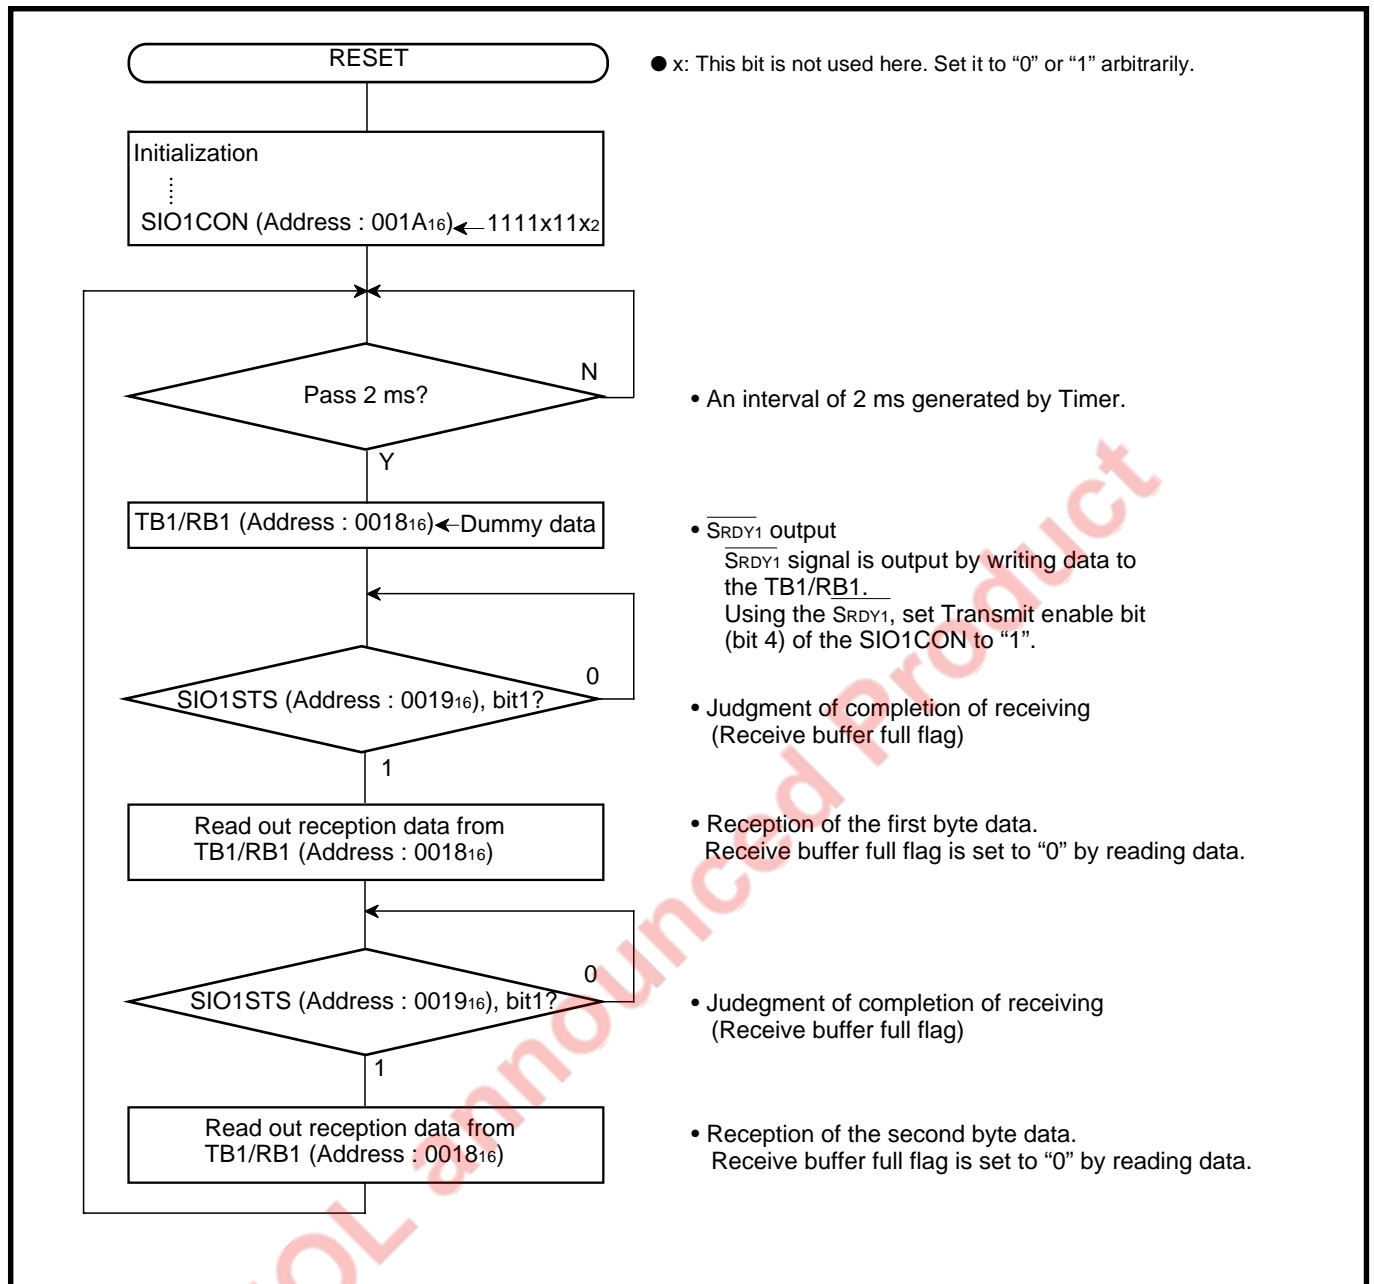 RESET
● x: This bit is not used here. Set it to “0” or “1” arbitrarily.
Initialization
SIO1CON (Address : 001A16) ← 1111x11x2
Pass 2 ms?
N
• An interval of 2 ms generated by Timer.
Y
TB1/RB1 (Address : 001816) ← Dummy data
• SRDY1 output
SRDY1 signal is output by writing data to
the TB1/RB1.
Using the SRDY1, set Transmit enable bit
(bit 4) of the SIO1CON to “1”.
SIO1STS (Address : 001916), bit1?
0
• Judgment of completion of receiving
(Receive buffer full flag)
1
Read out reception data from
TB1/RB1 (Address : 001816)
• Reception of the first byte data.
Receive buffer full flag is set to “0” by reading data.
SIO1STS (Address : 001916), bit1?
0
• Judegment of completion of receiving
(Receive buffer full flag)
1
Read out reception data from
TB1/RB1 (Address : 001816)
• Reception of the second byte data.
Receive buffer full flag is set to “0” by reading data.
OL announced Product